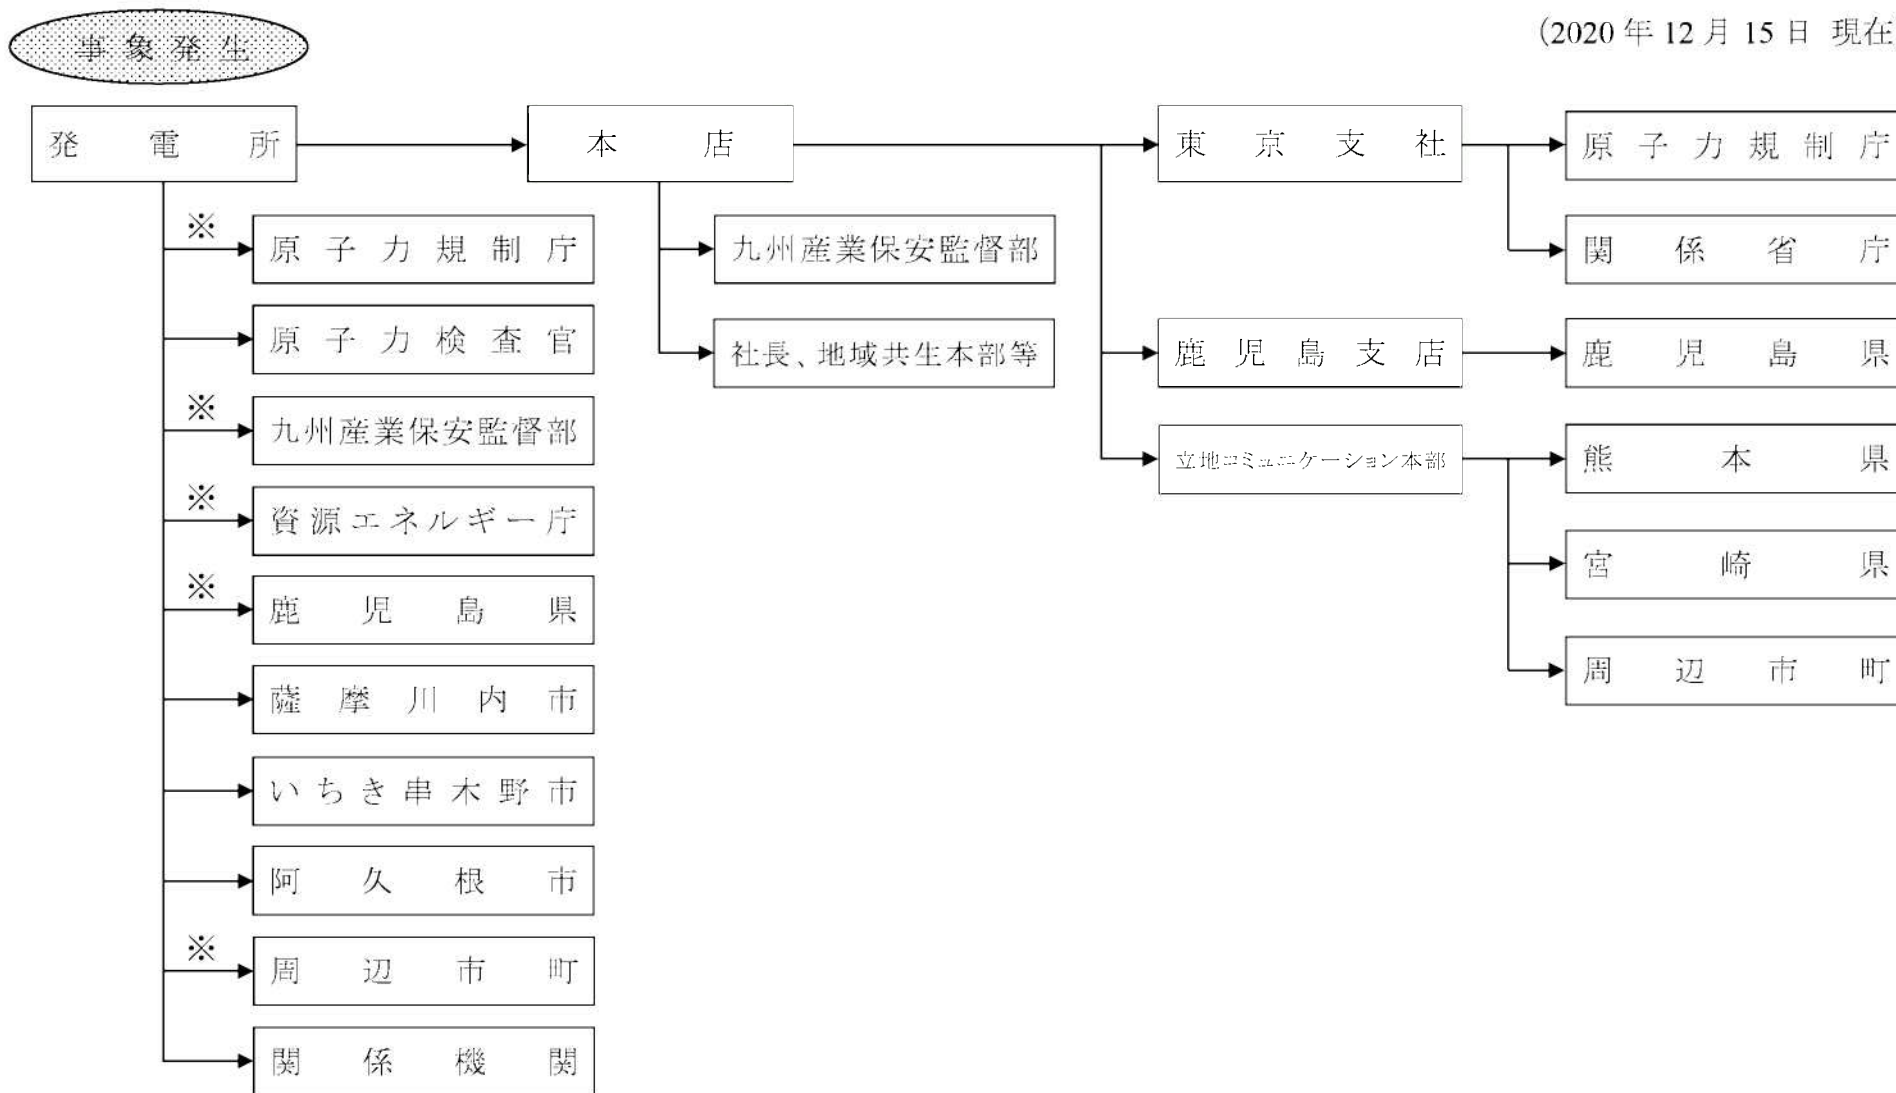 事象発生
(2020年12月15日 現在
発電所
本店
東京支社
原子力規制庁
※
原子力規制庁
九州産業保安監督部
関係省庁
原子力検査官
社長、地域共生本部等
鹿児島支店
鹿児島県
※
九州産業保安監督部
立地コミュニケーション本部
熊本県
※
資源エネルギー庁
宮崎県
※
鹿児島県
周辺市町
薩摩川内市
いちき串木野市
阿久根市
※
周辺市町
関係機関